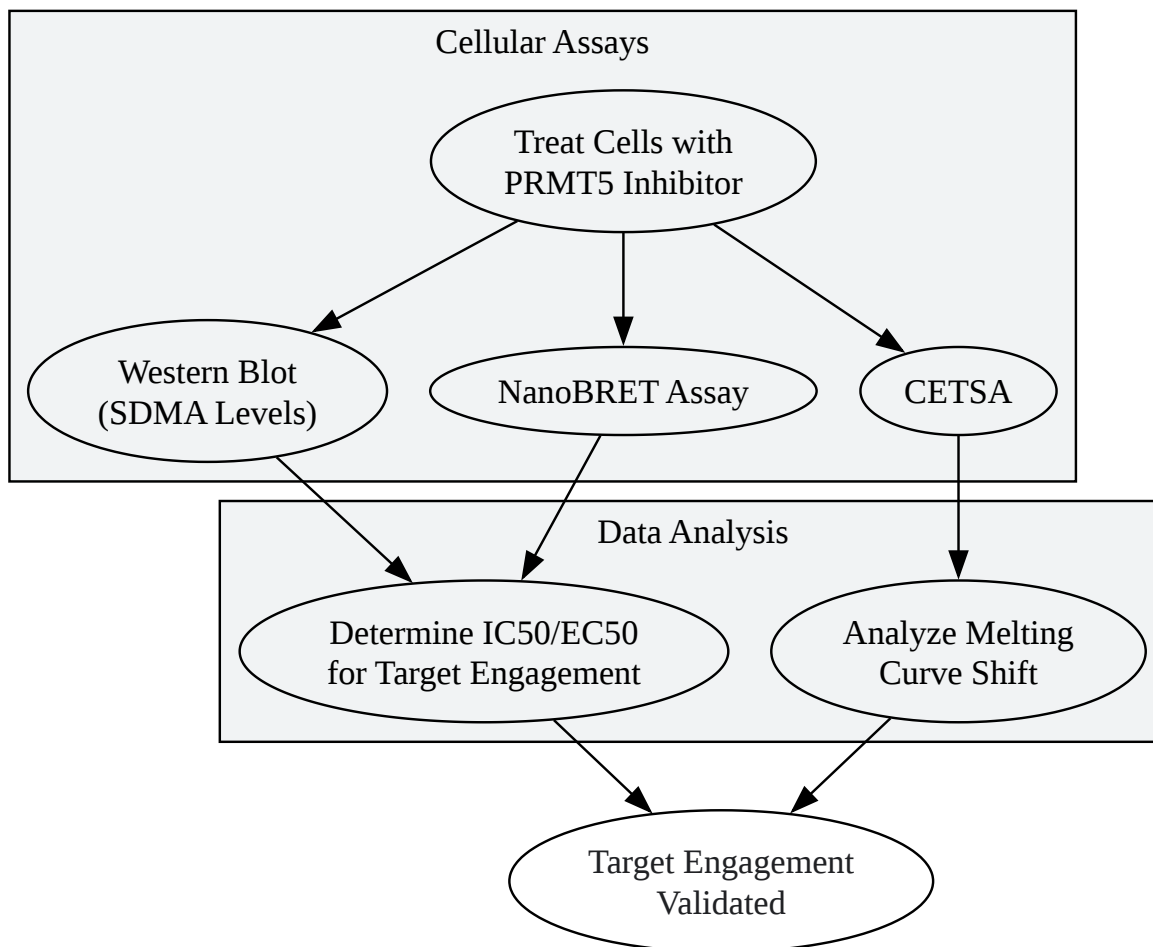 Cellular Assays
Treat Cells with
PRMT5 Inhibitor
Western Blot
(SDMA Levels)
NanoBRET Assay
CETSA
Data Analysis
Determine IC50/EC50
for Target Engagement
Analyze Melting
Curve Shift
Target Engagement
Validated